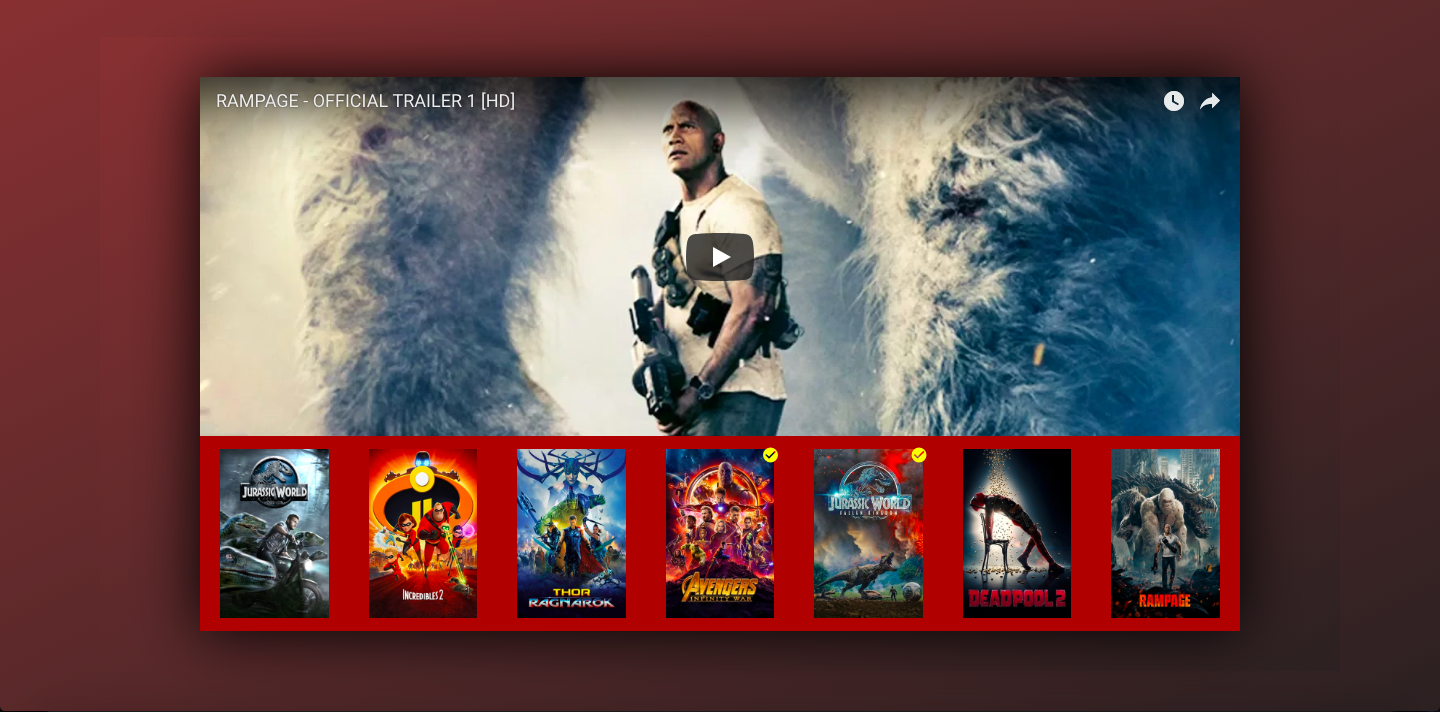 RAMPAGE - OFFICIAL TRAILER 1 [HD]
JURASSIC WORLD
INCREDIBLES 2
THOR
RAGNAROK
AVENGERS
INFINITY WAR
JURASSIC WORLD
FALLEN KINGDOM
DEADPOOL 2
RAMPAGE